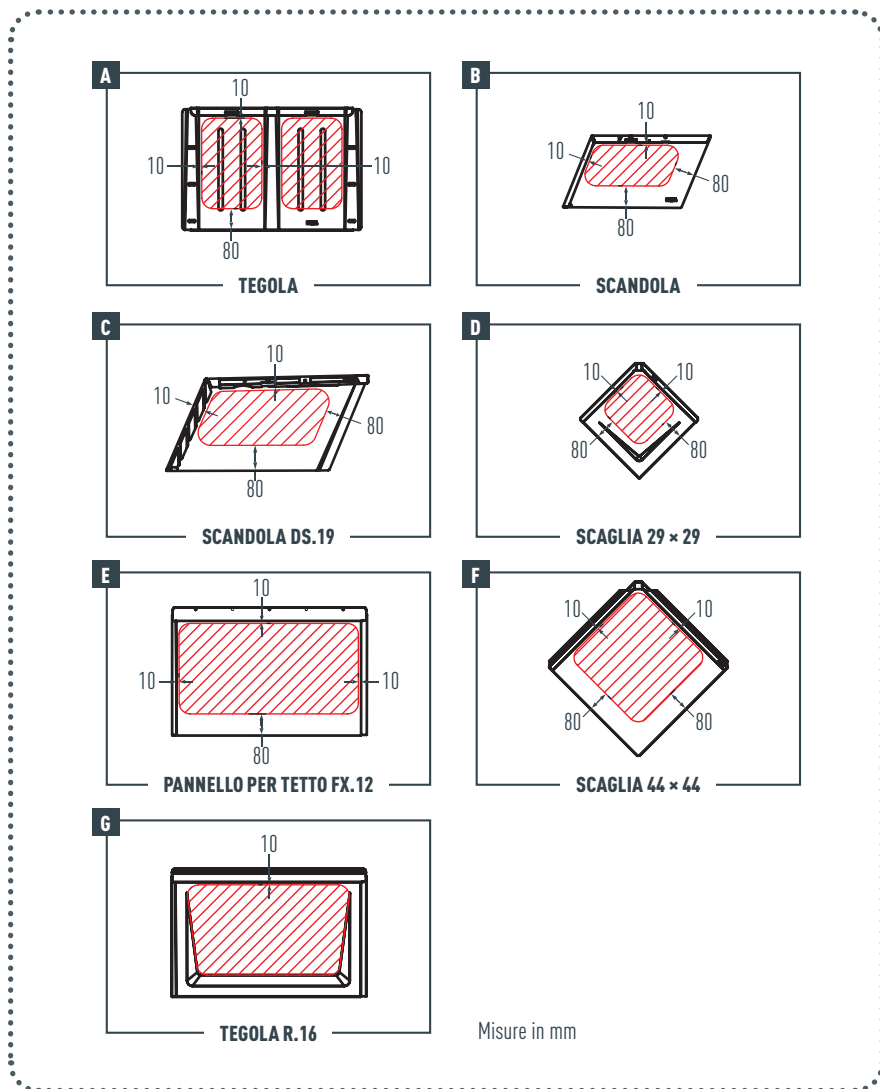 A
10
10
10
80
TEGOLA
B
10
10
80
80
SCANDOLA
C
10
10
80
80
SCANDOLA DS.19
D
10
10
80
80
SCAGLIA 29 × 29
E
10
10
10
80
PANNELLO PER TETTO FX.12
F
10
10
80
80
SCAGLIA 44 × 44
G
10
TEGOLA R.16
Misure in mm